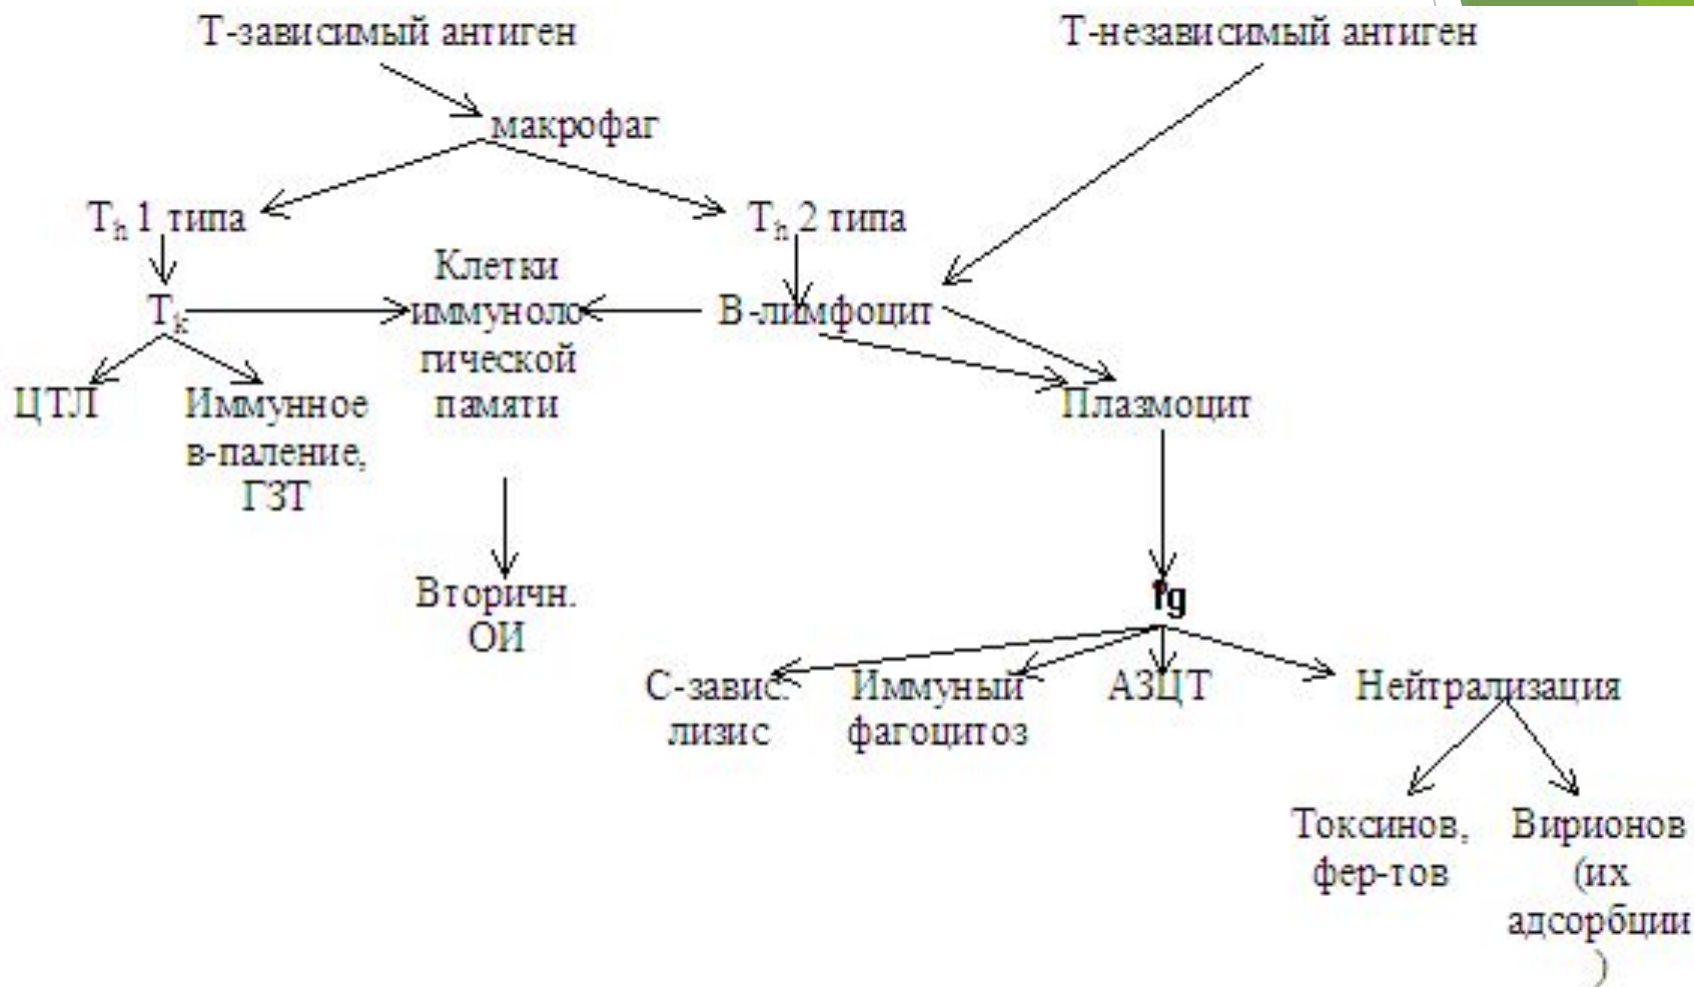 Т-зависимый антиген
Т-независимый антиген
макрофаг
Th 1 типа
Th 2 типа
Клетки
иммуноло
гической
памяти
Тk
В-лимфоцит
ЦТЛ
Иммунное
в-паление,
ГЗТ
Плазмоцит
Вторичн.
ОИ
Ig
С-завис.
лизис
Иммуный
фагоцитоз
АЗЦТ
Нейтрализация
Токсинов,
фер-тов
Вирионов
(их
адсорбции
)